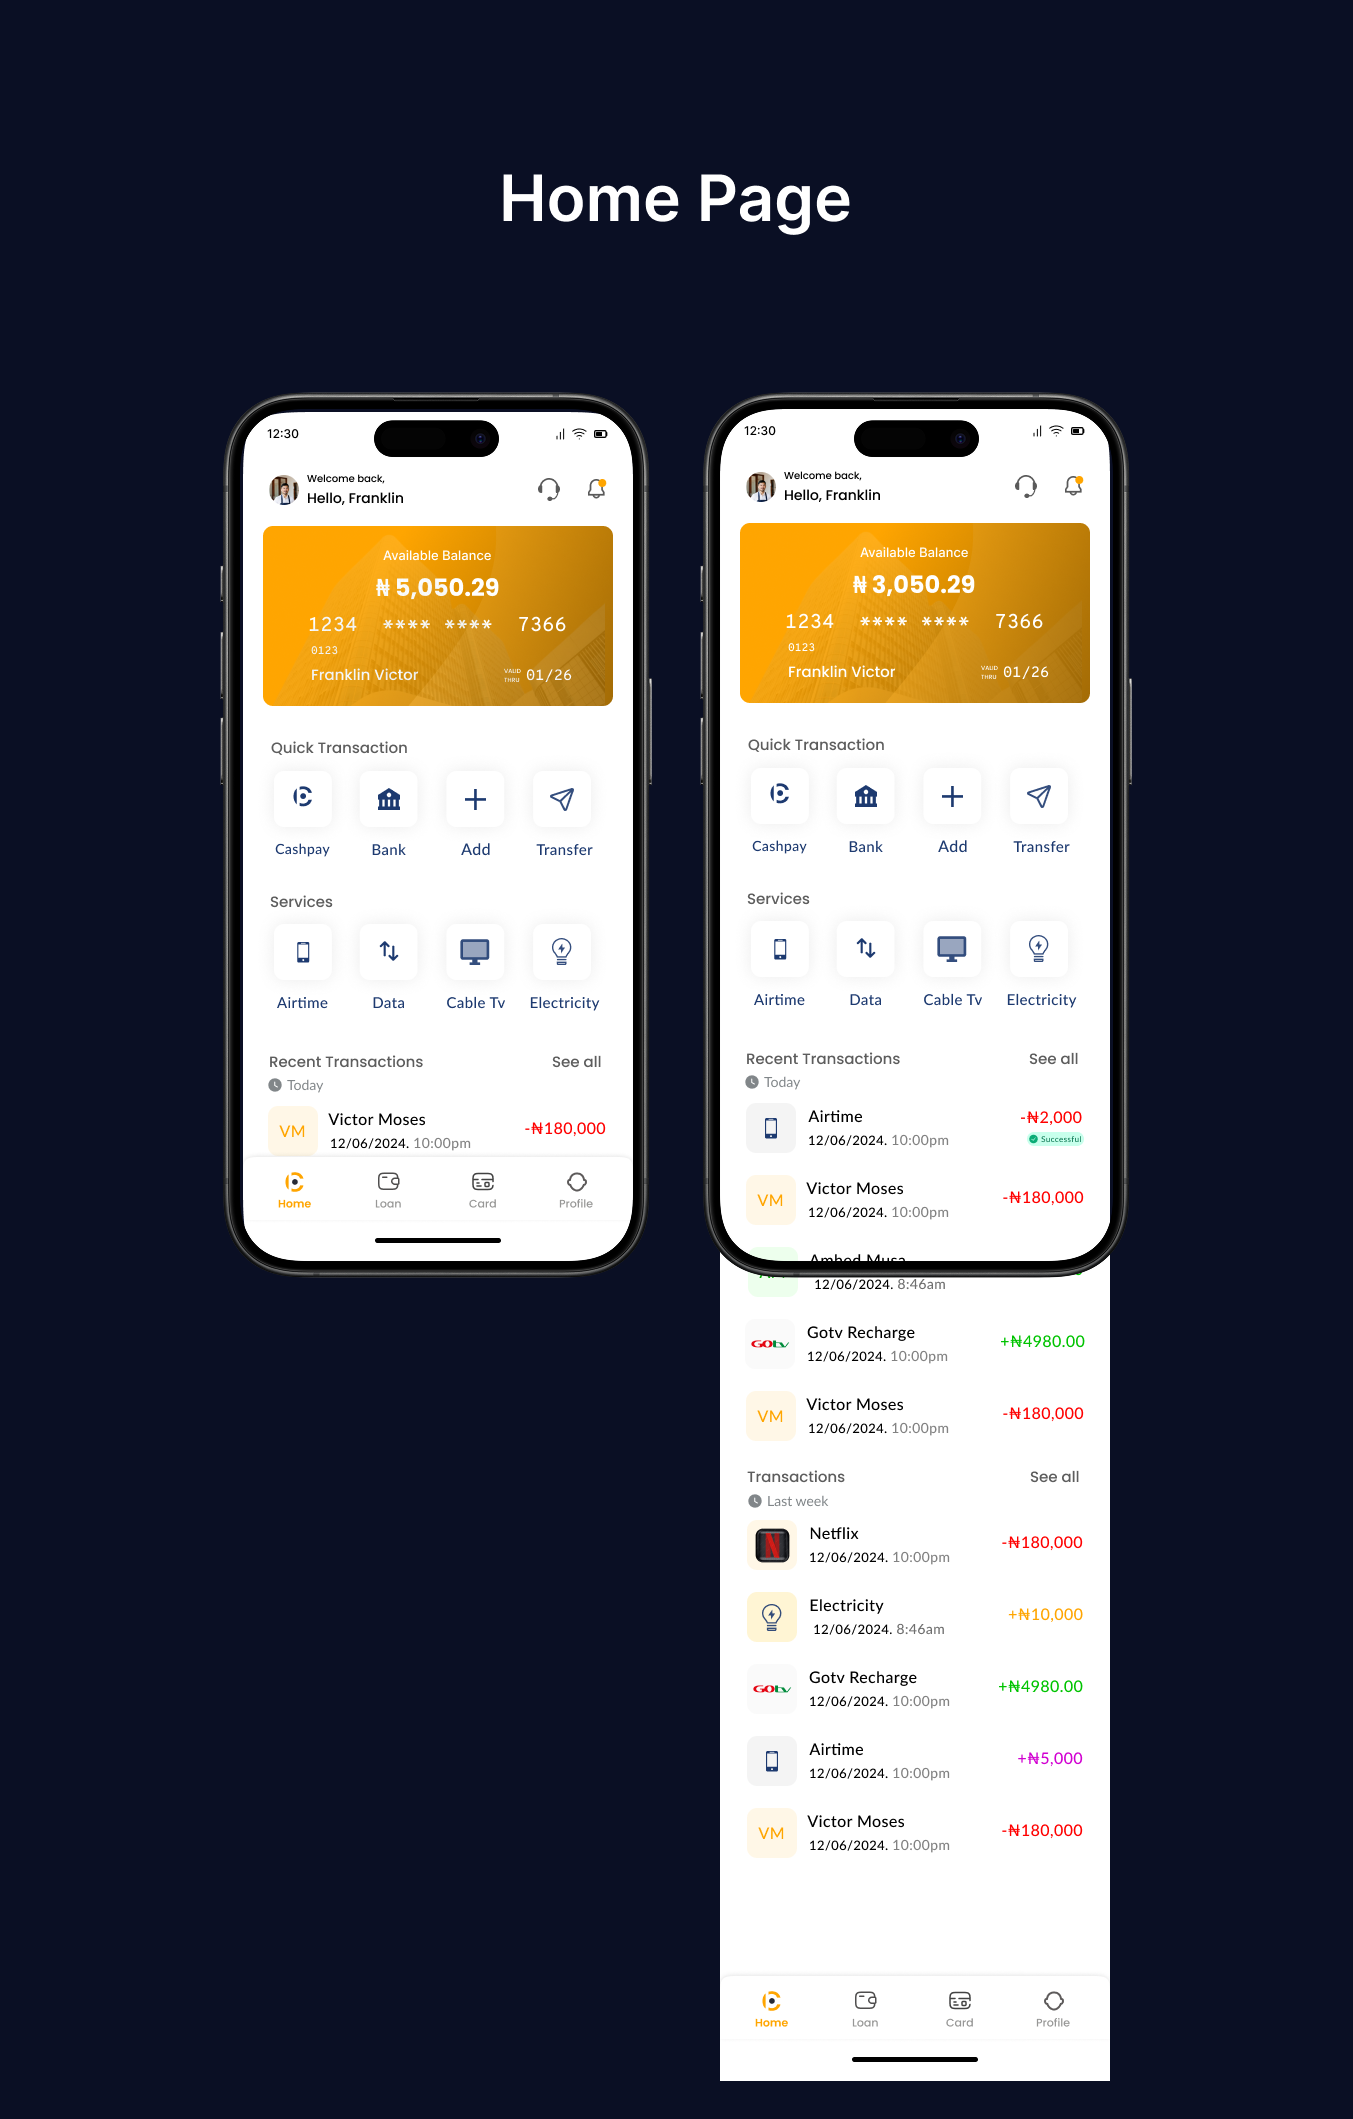 Home Page
12:30
Welcome back,
Hello, Franklin
Available Balance
₦ 5,050.29
1234 **** **** 7366
0123
Franklin Victor
VALID THRU 01/26
Quick Transaction
Cashpay Bank Add Transfer
Services
Airtime Data Cable Tv Electricity
Recent Transactions See all
Today
VM
Victor Moses
12/06/2024. 10:00pm
-₦180,000
Home Loan Card Profile
12:30
Welcome back,
Hello, Franklin
Available Balance
₦ 3,050.29
1234 **** **** 7366
0123
Franklin Victor
VALID THRU 01/26
Quick Transaction
Cashpay Bank Add Transfer
Services
Airtime Data Cable Tv Electricity
Recent Transactions See all
Today
Airtime
12/06/2024. 10:00pm
-₦2,000
Successful
VM
Victor Moses
12/06/2024. 10:00pm
-₦180,000
Amhed Musa
12/06/2024. 8:46am
GOtv
Gotv Recharge
12/06/2024. 10:00pm
+₦4980.00
VM
Victor Moses
12/06/2024. 10:00pm
-₦180,000
Transactions See all
Last week
N
Netflix
12/06/2024. 10:00pm
-₦180,000
Electricity
12/06/2024. 8:46am
+₦10,000
GOtv
Gotv Recharge
12/06/2024. 10:00pm
+₦4980.00
Airtime
12/06/2024. 10:00pm
+₦5,000
VM
Victor Moses
12/06/2024. 10:00pm
-₦180,000
Home Loan Card Profile